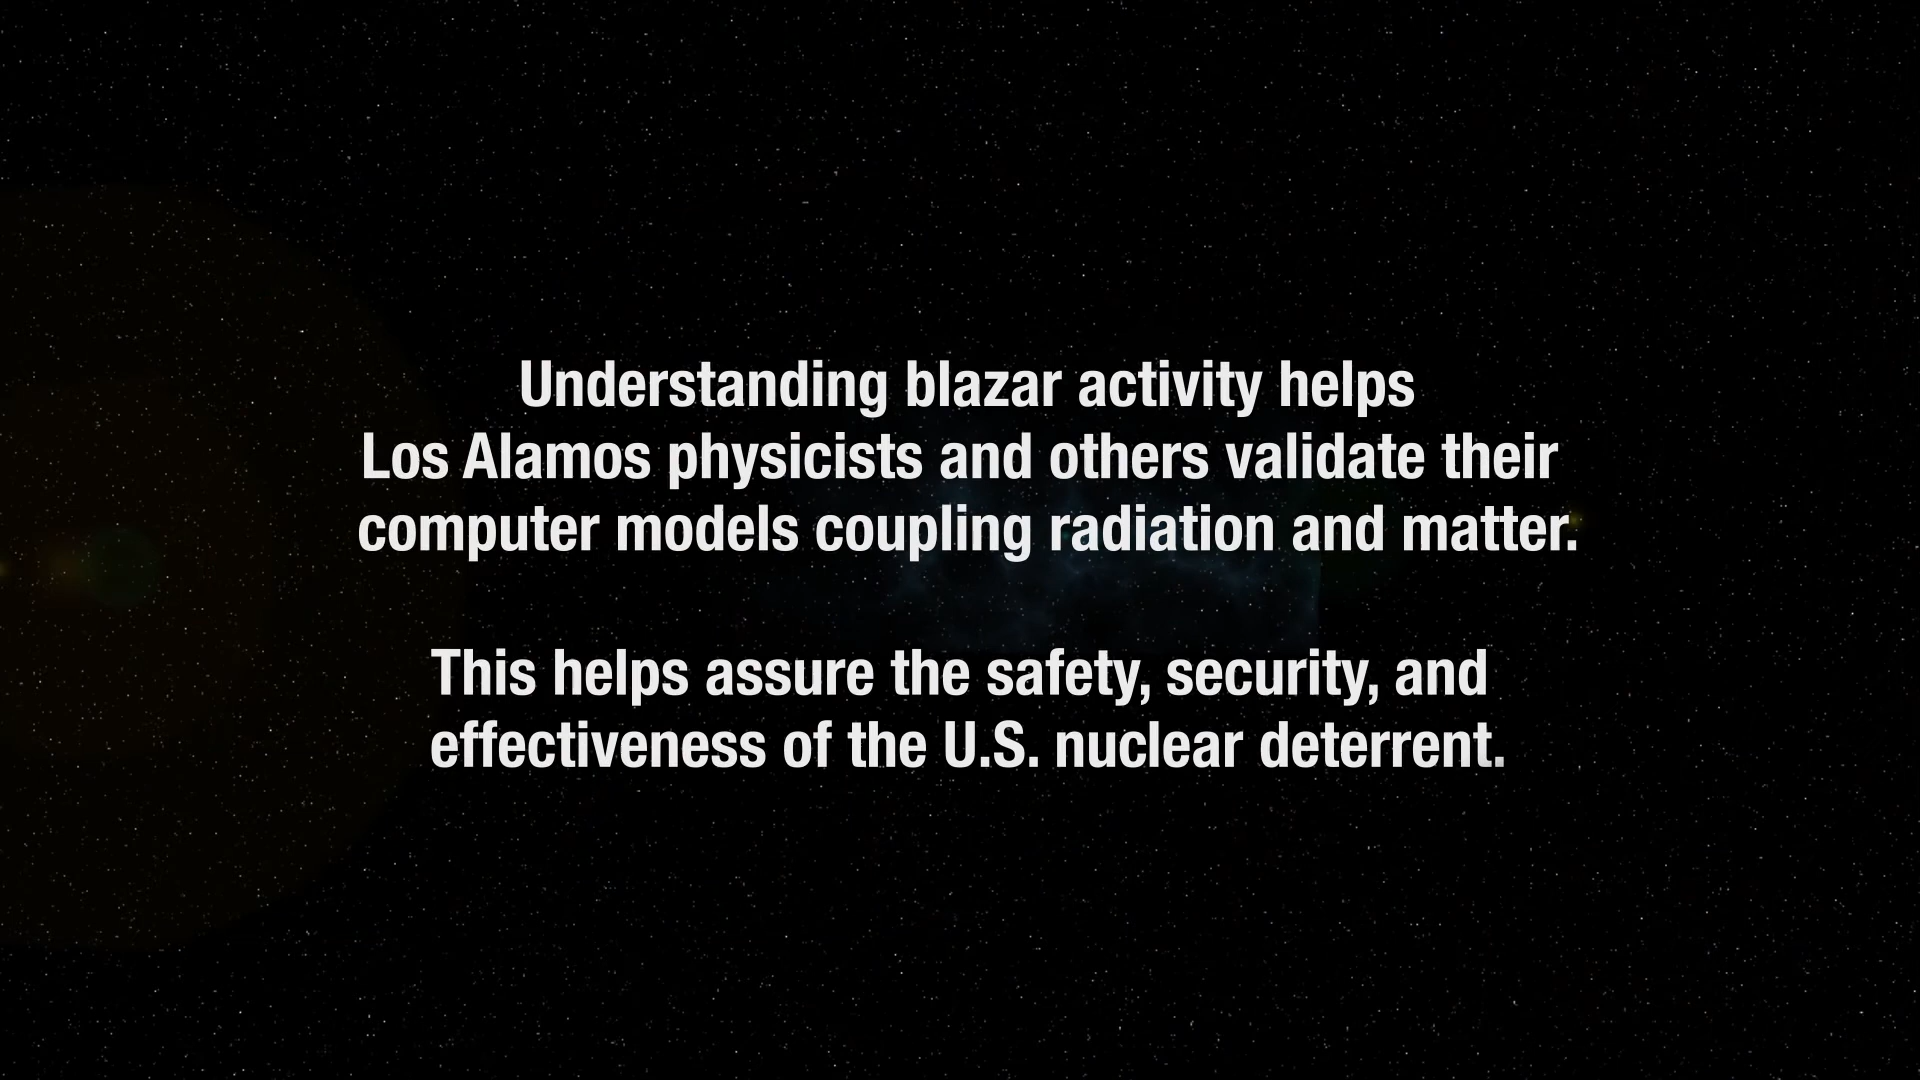 Understanding blazar activity helps
Los Alamos physicists and others validate their
computer models coupling radiation and matter.
This helps assure the safety, security, and
effectiveness of the U.S. nuclear deterrent.